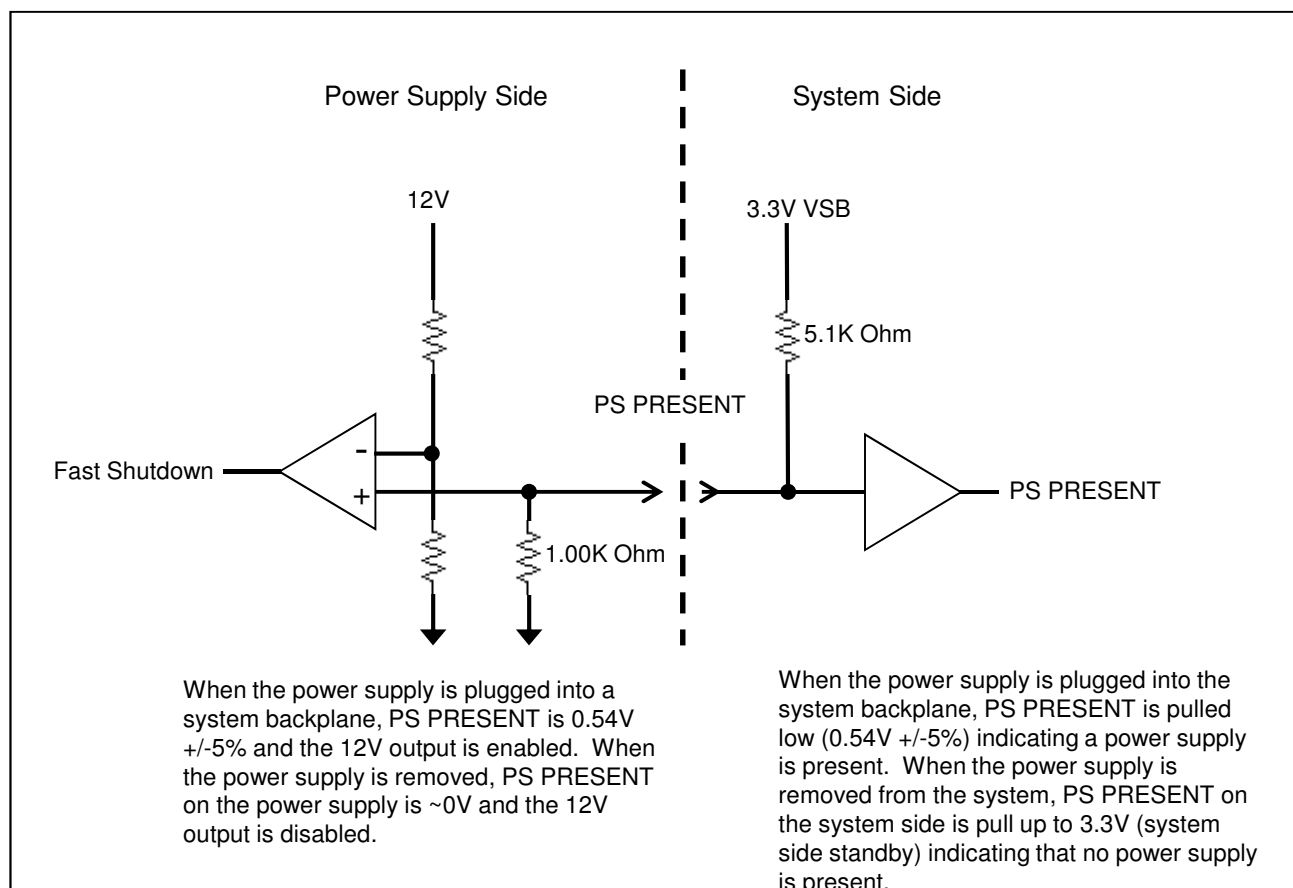 Power Supply Side
System Side
12V
3.3V VSB
5.1K Ohm
PS PRESENT
-
Fast Shutdown
+
PS PRESENT
1.00K Ohm
When the power supply is plugged into a
system backplane, PS PRESENT is 0.54V
+/-5% and the 12V output is enabled.  When
the power supply is removed, PS PRESENT
on the power supply is ~0V and the 12V
output is disabled.
When the power supply is plugged into the
system backplane, PS PRESENT is pulled
low (0.54V +/-5%) indicating a power supply
is present.  When the power supply is
removed from the system, PS PRESENT on
the system side is pull up to 3.3V (system
side standby) indicating that no power supply
is present.